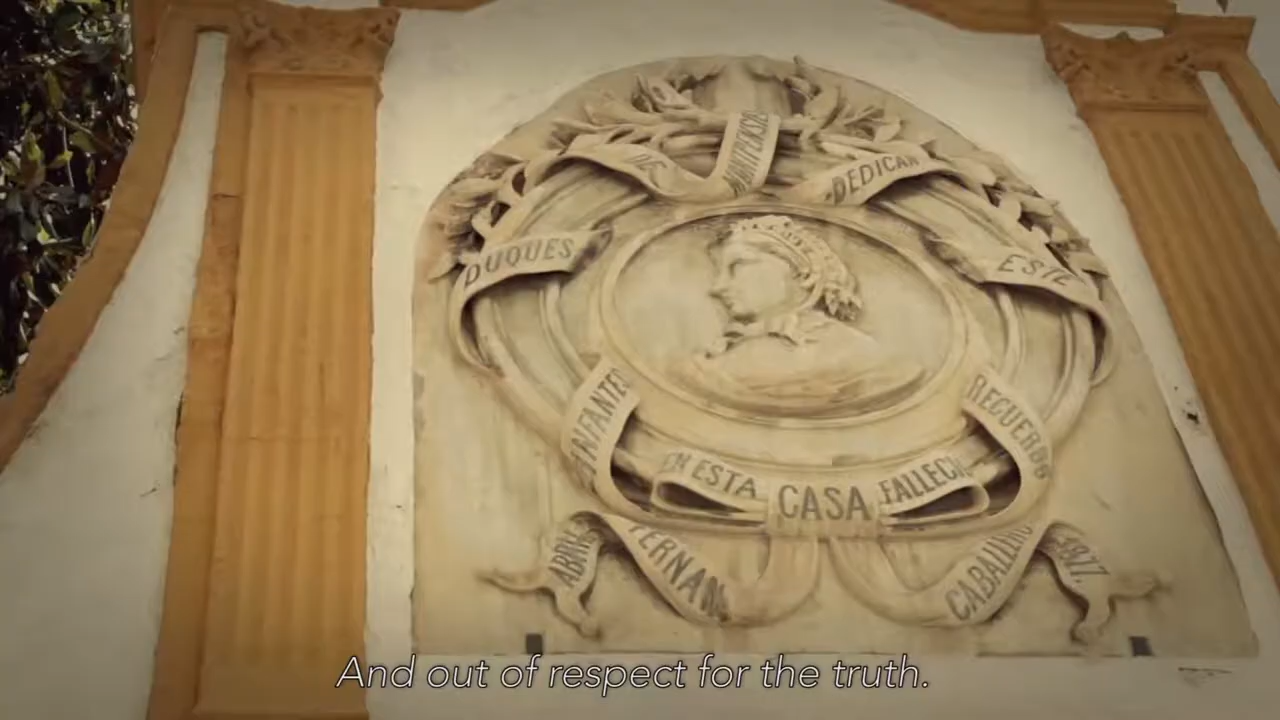 DE
MONTPENSIER
DEDICAN
DUQUES
ESTE
INFANTES
RECUERDO
EN ESTA
CASA
FALLECIÓ
ABRIL
FERNAN
CABALLERO
1877.
And out of respect for the truth.